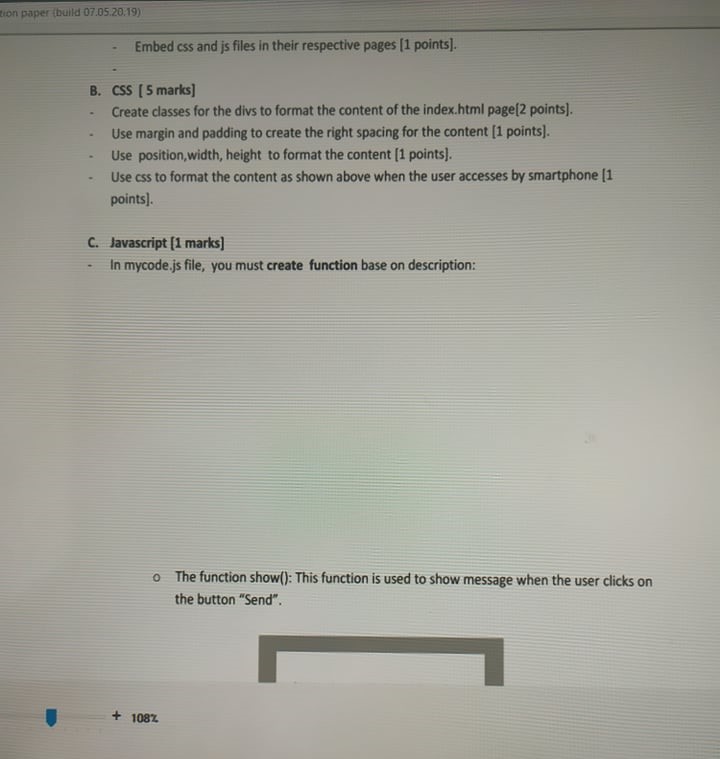 tion paper (build 07.05.20.19)
- Embed css and js files in their respective pages [1 points].
-
B. CSS [ 5 marks]
- Create classes for the divs to format the content of the index.html page[2 points].
- Use margin and padding to create the right spacing for the content [1 points].
- Use position,width, height to format the content [1 points].
- Use css to format the content as shown above when the user accesses by smartphone [1
points].
C. Javascript [1 marks]
- In mycode.js file, you must create function base on description:
o The function show(): This function is used to show message when the user clicks on
the button “Send”.
+ 108%